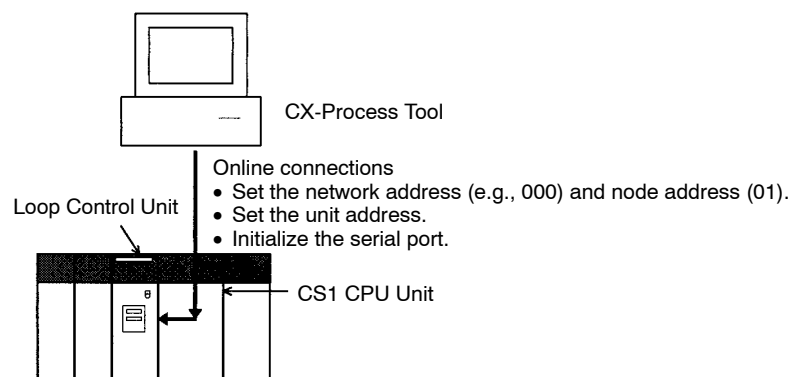 CX-Process Tool
Online connections
• Set the network address (e.g., 000) and node address (01).
• Set the unit address.
• Initialize the serial port.
Loop Control Unit
CS1 CPU Unit